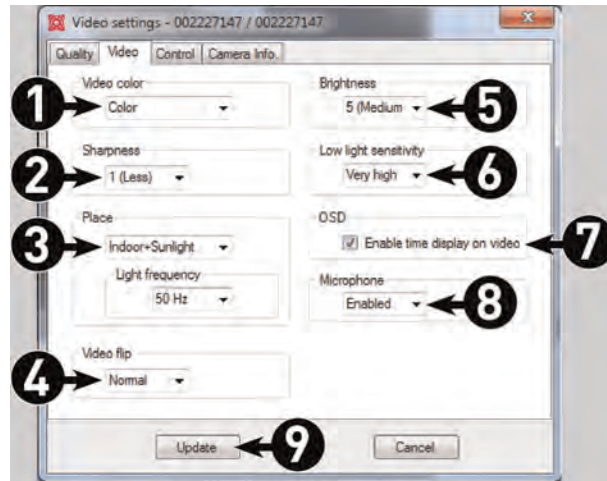 Video settings - 002227147 / 002227147
Quality Video Control Camera Info.
Video color
Color
1
Brightness
5 (Medium
5
Sharpness
1 (Less)
2
Low light sensitivity
Very high
6
Place
Indoor+Sunlight
3
Light frequency
50 Hz
OSD
Enable time display on video
7
Microphone
Enabled
8
Video flip
Normal
4
Update
9
Cancel